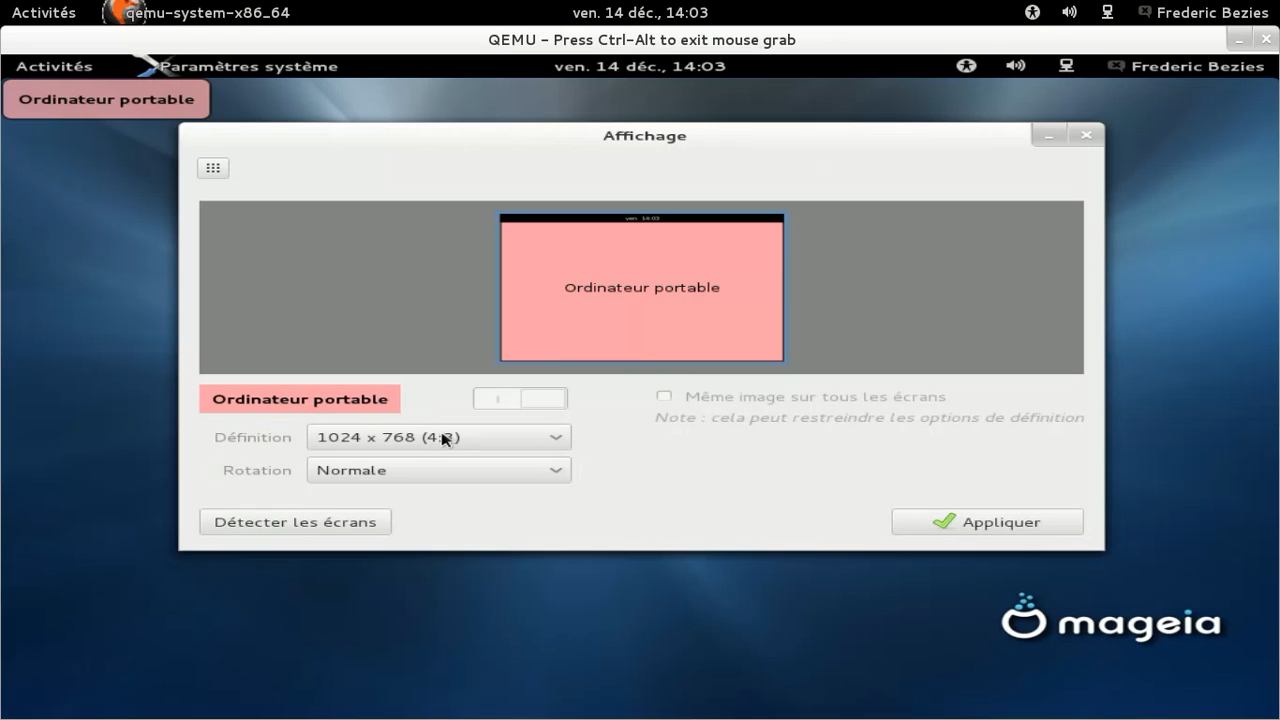 Activités qemu-system-x86_64 ven. 14 déc., 14:03 Frederic Bezies
QEMU - Press Ctrl-Alt to exit mouse grab
Activités Paramètres système ven. 14 déc., 14:03 Frederic Bezies
Ordinateur portable
Affichage
ven. 14:03
Ordinateur portable
Ordinateur portable
Même image sur tous les écrans
Note : cela peut restreindre les options de définition
Définition 1024 x 768 (4:3)
Rotation Normale
Détecter les écrans Appliquer
mageia